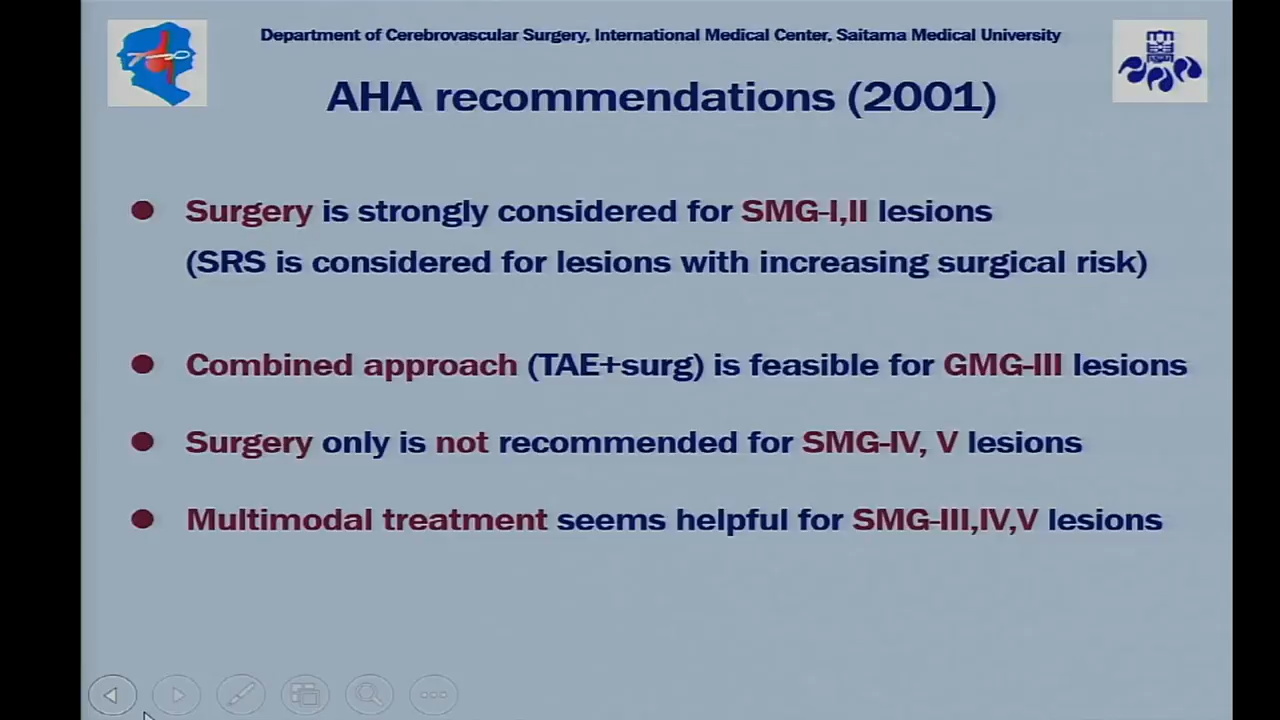 Department of Cerebrovascular Surgery, International Medical Center, Saitama Medical University
AHA recommendations (2001)
Surgery is strongly considered for SMG-I,II lesions
(SRS is considered for lesions with increasing surgical risk)
Combined approach (TAE+surg) is feasible for GMG-III lesions
Surgery only is not recommended for SMG-IV, V lesions
Multimodal treatment seems helpful for SMG-III,IV,V lesions